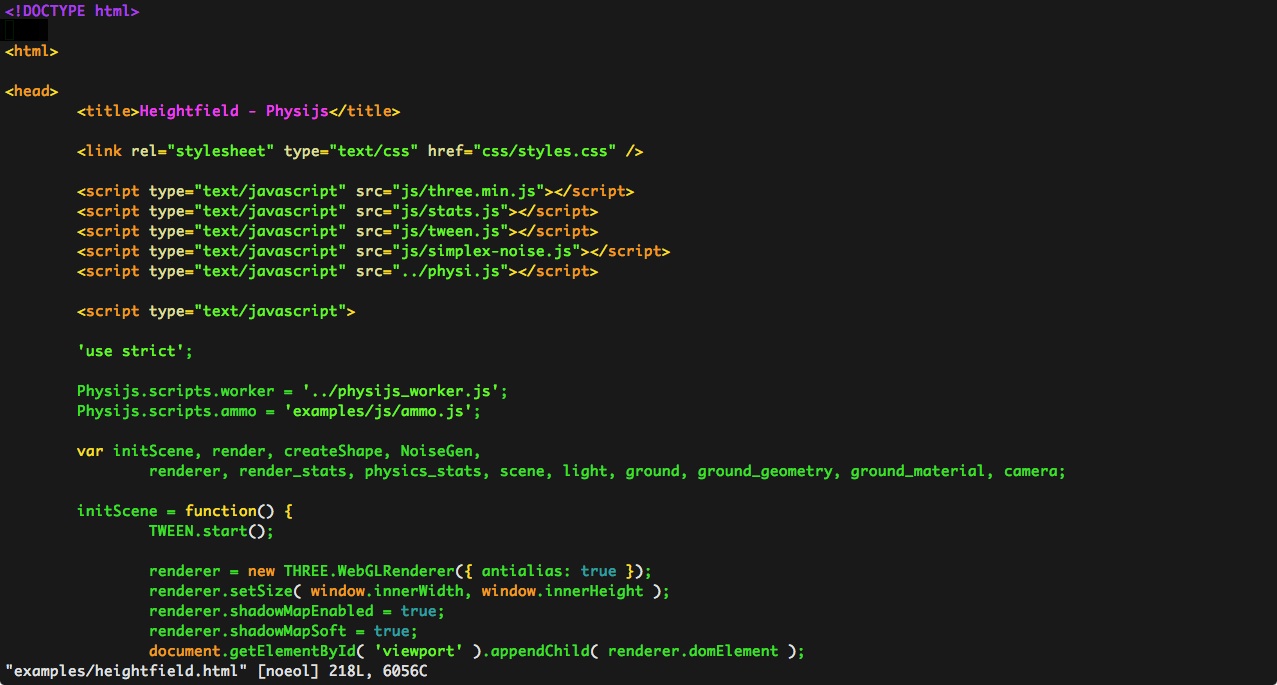 <!DOCTYPE html>
<html>
<head>
<title>Heightfield - Physijs</title>
<link rel="stylesheet" type="text/css" href="css/styles.css" />
<script type="text/javascript" src="js/three.min.js"></script>
<script type="text/javascript" src="js/stats.js"></script>
<script type="text/javascript" src="js/tween.js"></script>
<script type="text/javascript" src="js/simplex-noise.js"></script>
<script type="text/javascript" src="../physi.js"></script>
<script type="text/javascript">
'use strict';
Physijs.scripts.worker = '../physijs_worker.js';
Physijs.scripts.ammo = 'examples/js/ammo.js';
var initScene, render, createShape, NoiseGen,
renderer, render_stats, physics_stats, scene, light, ground, ground_geometry, ground_material, camera;
initScene = function() {
TWEEN.start();
renderer = new THREE.WebGLRenderer({ antialias: true });
renderer.setSize( window.innerWidth, window.innerHeight );
renderer.shadowMapEnabled = true;
renderer.shadowMapSoft = true;
document.getElementById( 'viewport' ).appendChild( renderer.domElement );
"examples/heightfield.html" [noeol] 218L, 6056C